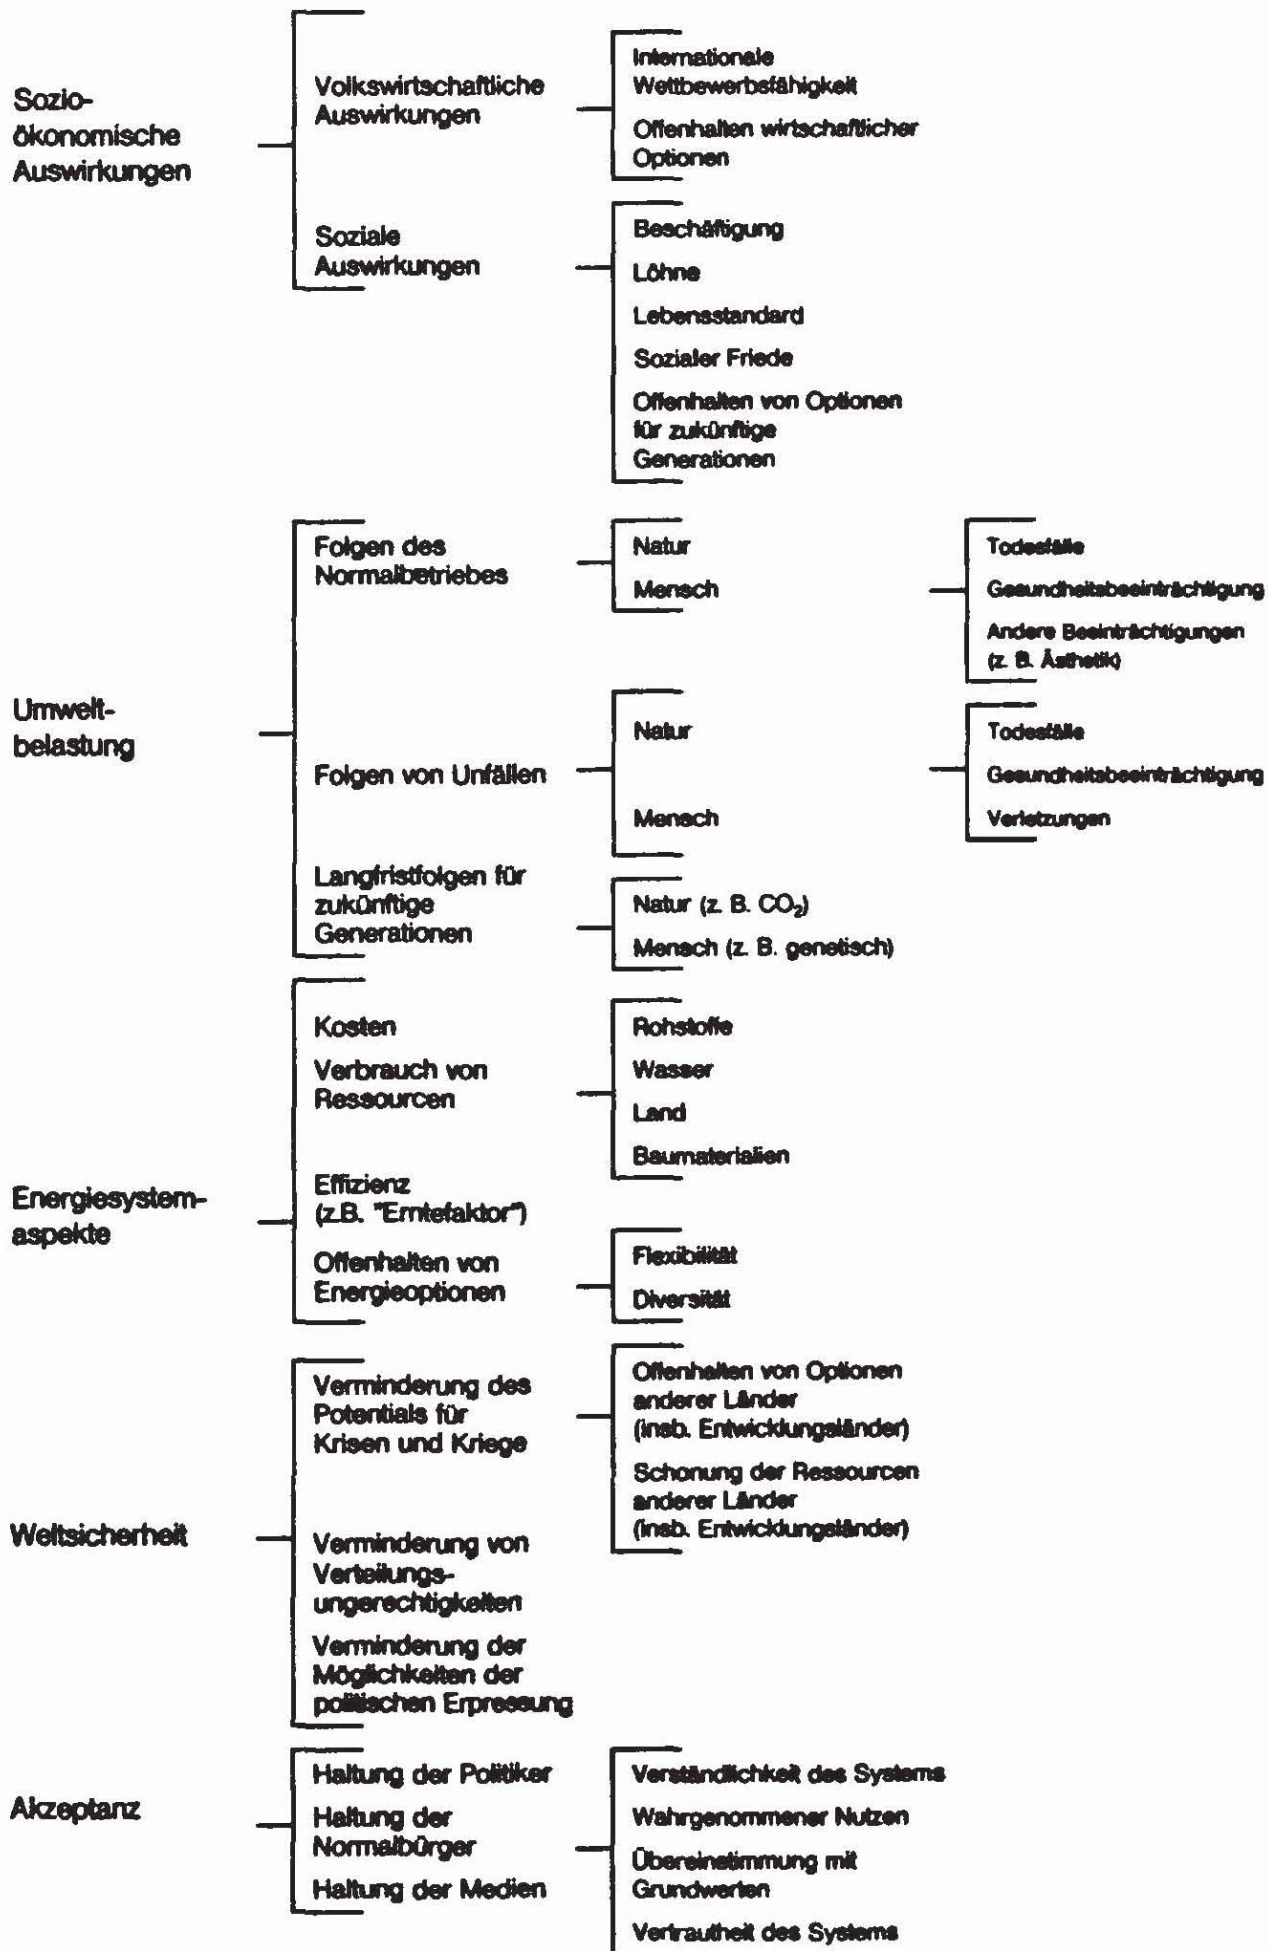 Sozio-
ökonomische
Auswirkungen
Volkswirtschaftliche
Auswirkungen
Internationale
Wettbewerbsfähigkeit
Offenhalten wirtschaftlicher
Optionen
Soziale
Auswirkungen
Beschäftigung
Löhne
Lebensstandard
Sozialer Friede
Offenhalten von Optionen
für zukünftige
Generationen
Umwelt-
belastung
Folgen des
Normalbetriebes
Natur
Mensch
Todesfälle
Gesundheitsbeeinträchtigung
Andere Beeinträchtigungen
(z. B. Ästhetik)
Folgen von Unfällen
Natur
Mensch
Todesfälle
Gesundheitsbeeinträchtigung
Verletzungen
Langfristfolgen für
zukünftige
Generationen
Natur (z. B. CO₂)
Mensch (z. B. genetisch)
Energiesystem-
aspekte
Kosten
Verbrauch von
Ressourcen
Rohstoffe
Wasser
Land
Baumaterialien
Effizienz
(z.B. "Erntefaktor")
Offenhalten von
Energieoptionen
Flexibilität
Diversität
Weltsicherheit
Verminderung des
Potentials für
Krisen und Kriege
Offenhalten von Optionen
anderer Länder
(insb. Entwicklungsländer)
Schonung der Ressourcen
anderer Länder
(insb. Entwicklungsländer)
Verminderung von
Verteilungs-
ungerechtigkeiten
Verminderung der
Möglichkeiten der
politischen Erpressung
Akzeptanz
Haltung der Politiker
Haltung der
Normalbürger
Haltung der Medien
Verständlichkeit des Systems
Wahrgenommener Nutzen
Übereinstimmung mit
Grundwerten
Vertrautheit des Systems